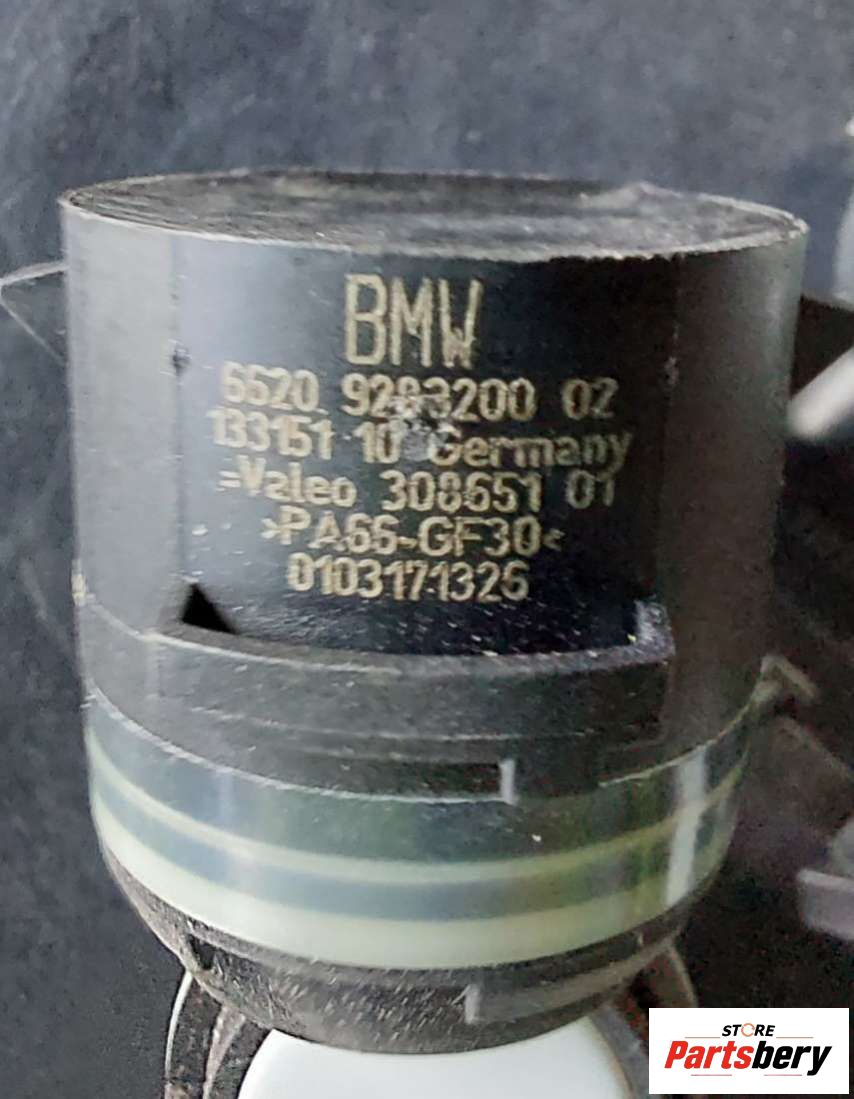 BMW
6620 9283200 02
133151 10 Germany
=Valeo 308651 01
>PA66-GF30<
0103171326
STORE
Partsbery